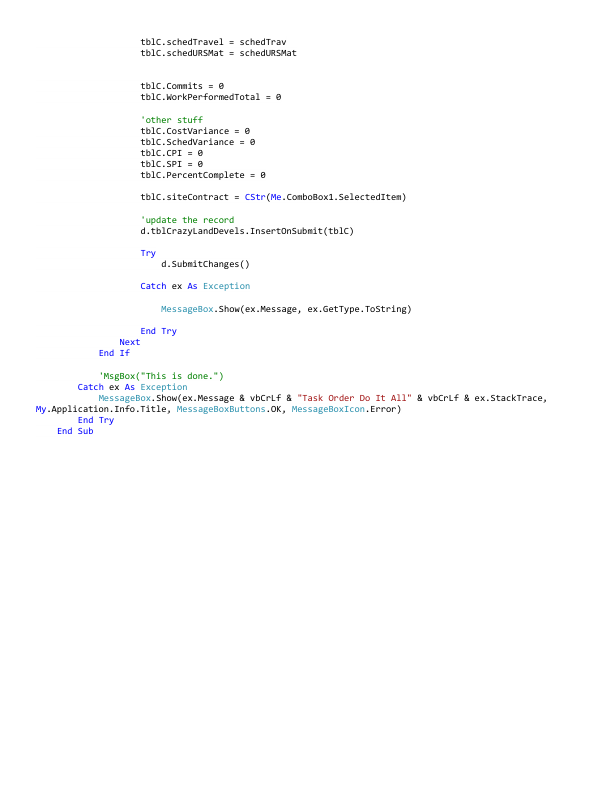 tblC.schedTravel = schedTrav
tblC.schedURSMat = schedURSMat
tblC.Commits = 0
tblC.WorkPerformedTotal = 0
'other stuff
tblC.CostVariance = 0
tblC.SchedVariance = 0
tblC.CPI = 0
tblC.SPI = 0
tblC.PercentComplete = 0
tblC.siteContract = CStr(Me.ComboBox1.SelectedItem)
'update the record
d.tblCrazyLandDevels.InsertOnSubmit(tblC)
Try
d.SubmitChanges()
Catch ex As Exception
MessageBox.Show(ex.Message, ex.GetType.ToString)
End Try
Next
End If
'MsgBox("This is done.")
Catch ex As Exception
MessageBox.Show(ex.Message & vbCrLf & "Task Order Do It All" & vbCrLf & ex.StackTrace,
My.Application.Info.Title, MessageBoxButtons.OK, MessageBoxIcon.Error)
End Try
End Sub